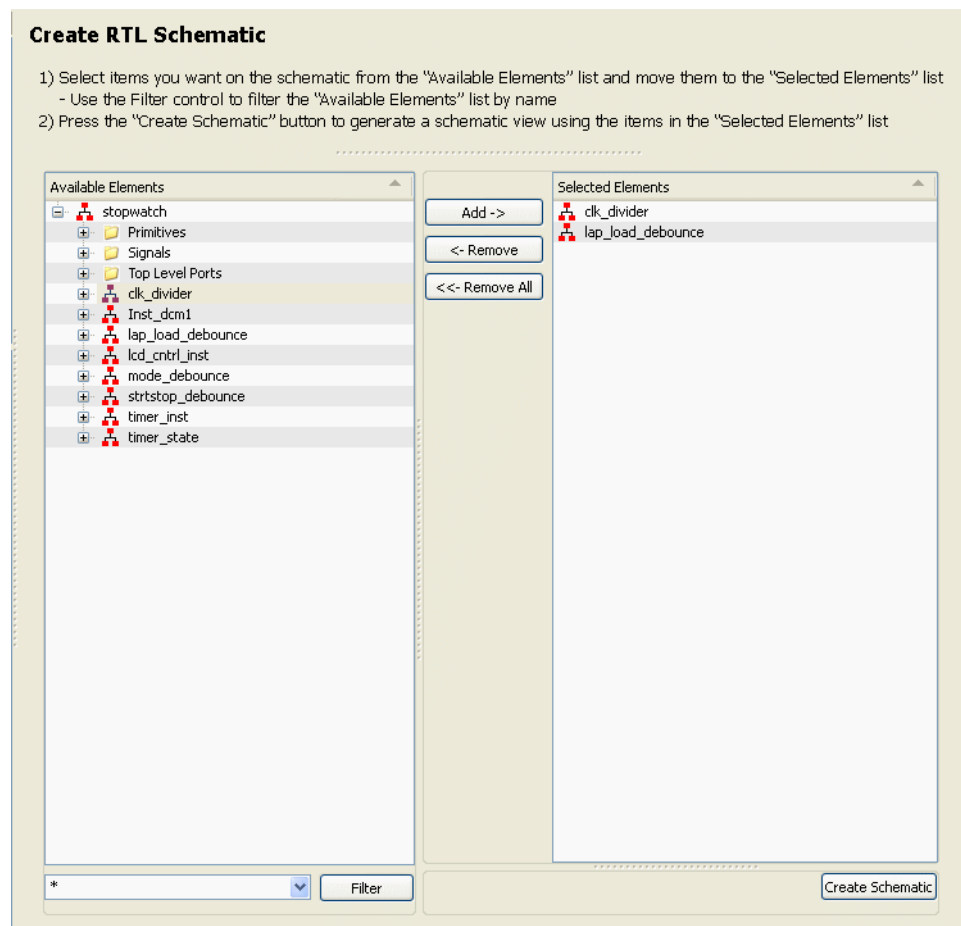 Create RTL Schematic
1) Select items you want on the schematic from the "Available Elements" list and move them to the "Selected Elements" list
- Use the Filter control to filter the "Available Elements" list by name
2) Press the "Create Schematic" button to generate a schematic view using the items in the "Selected Elements" list
Available Elements
stopwatch
Primitives
Signals
Top Level Ports
clk_divider
Inst_dcm1
lap_load_debounce
lcd_cntrl_inst
mode_debounce
strtstop_debounce
timer_inst
timer_state
Add ->
<- Remove
<<- Remove All
Selected Elements
clk_divider
lap_load_debounce
*
Filter
Create Schematic